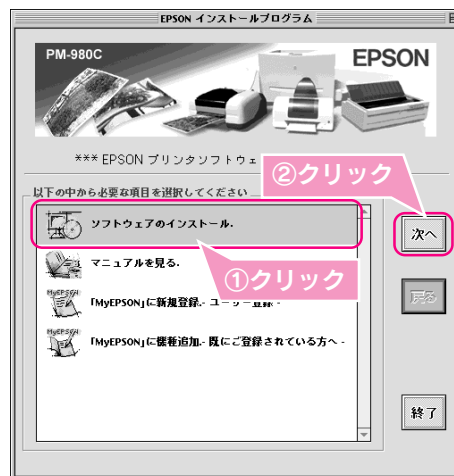 EPSON インストールプログラム
PM-980C
EPSON
*** EPSON プリンタソフトウェ
②クリック
以下の中から必要な項目を選択してください
ソフトウェアのインストール.
次へ
マニュアルを見る.
①クリック
戻る
MyEPSON
「MyEPSON」に新規登録.- ユーザー登録 -
MyEPSON
「MyEPSON」に機種追加.- 既にご登録されている方へ -
終了